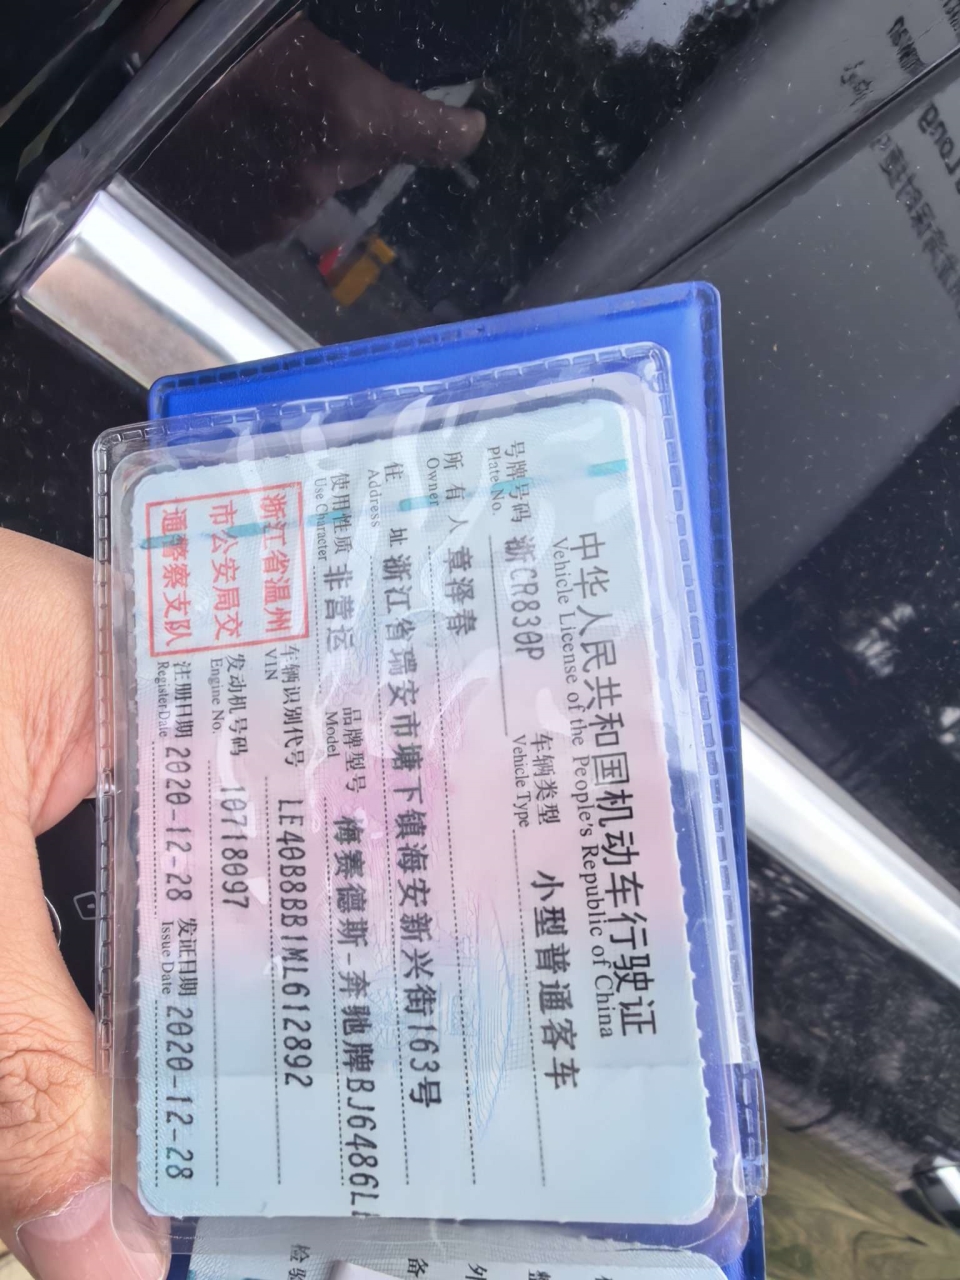 中华人民共和国机动车行驶证
Vehicle License of the People's Republic of China
号牌号码 浙CR830P 车辆类型 小型普通客车
Plate No. Vehicle Type
所有人 章泽春
Owner
住址 浙江省瑞安市塘下镇海安新兴街163号
Address
使用性质 非营运 品牌型号 梅赛德斯-奔驰牌BJ6486L
Use Character Model
浙江省温州
市公安局交
通警察支队
车辆识别代号 LE40B8BB1ML612892
VIN
发动机号码 10718097
Engine No.
注册日期 2020-12-28 发证日期 2020-12-28
Register Date Issue Date
检验
备
外